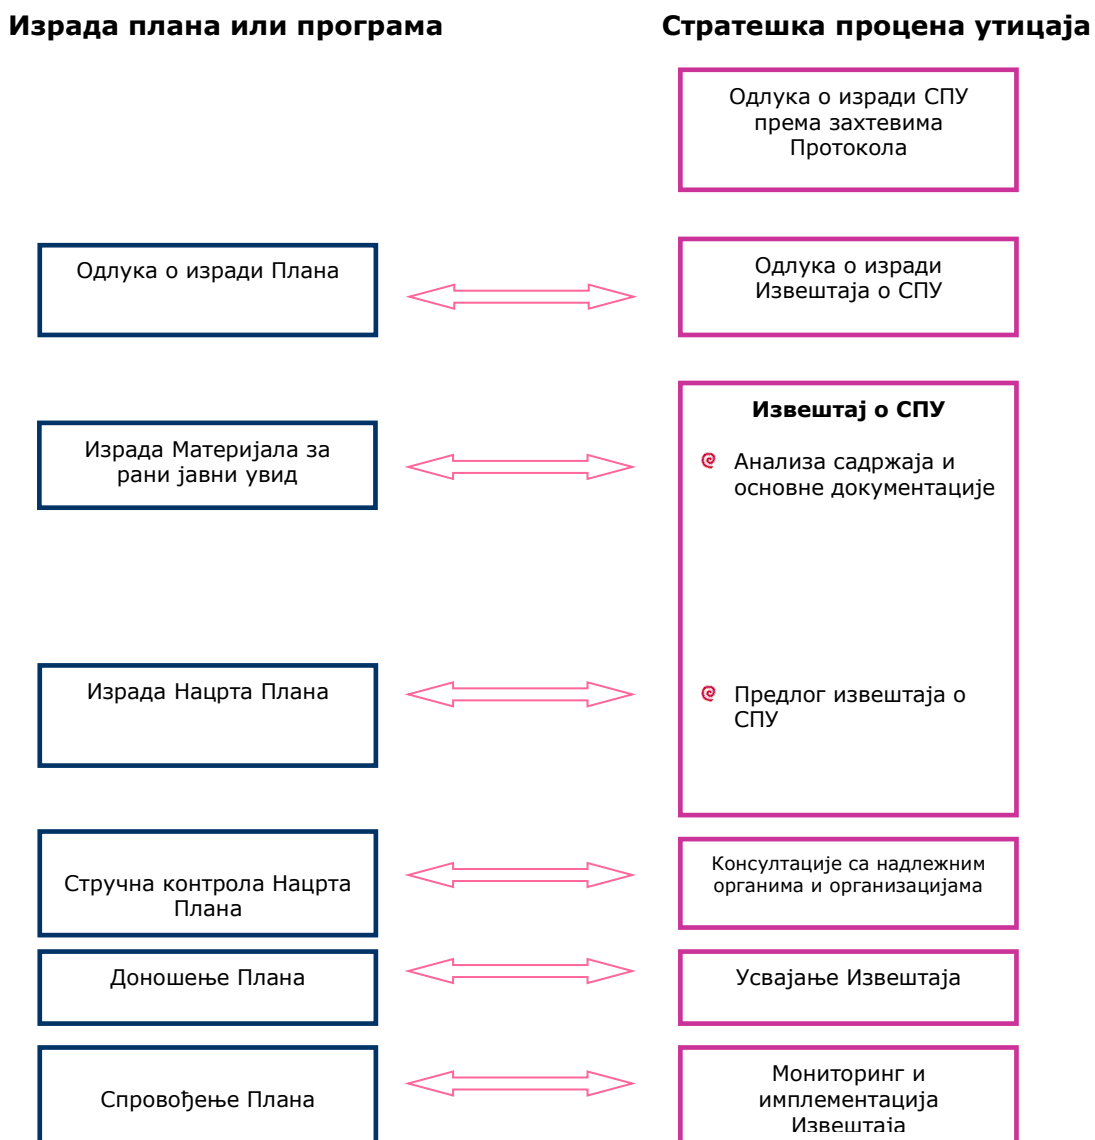 Израда плана или програма
Стратешка процена утицаја
Одлука о изради СПУ
према захтевима
Протокола
Одлука о изради Плана
Одлука о изради
Извештаја о СПУ
Израда Материјала за
рани јавни увид
Извештај о СПУ
Анализа садржаја и
основне документације
Израда Нацрта Плана
Предлог извештаја о
СПУ
Стручна контрола Нацрта
Плана
Консултације са надлежним
органима и организацијама
Доношење Плана
Усвајање Извештаја
Спровођење Плана
Мониторинг и
имплементација
Извештаја